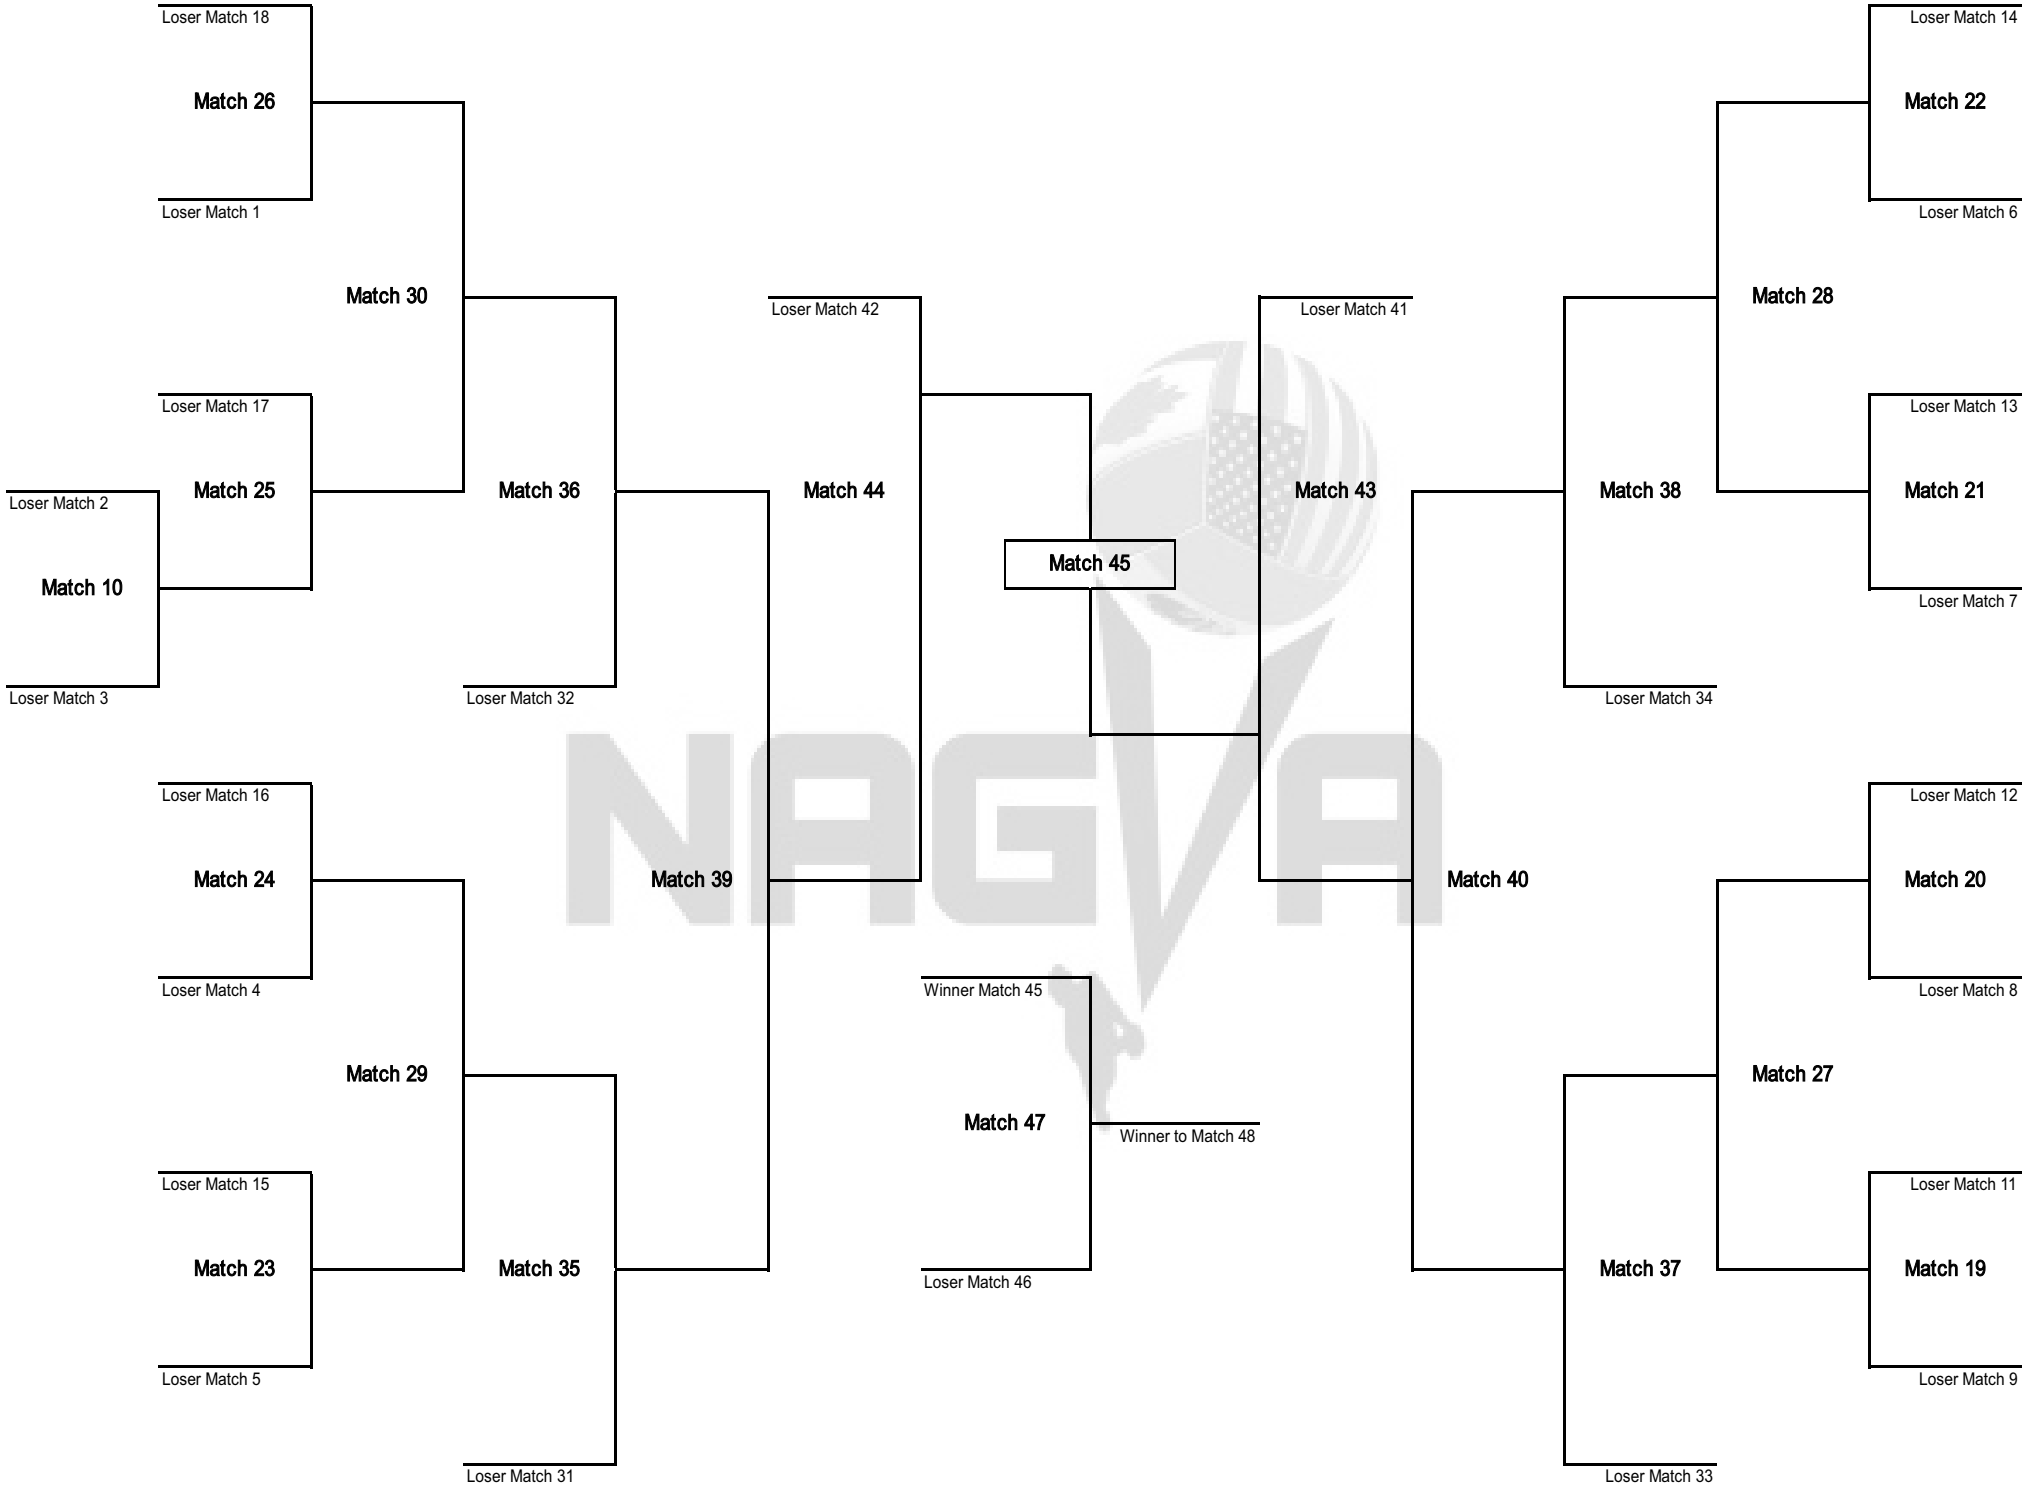 Loser Match 18
Loser Match 14
Match 26
Match 22
Loser Match 1
Loser Match 6
Match 30
Match 28
Loser Match 42
Loser Match 41
Loser Match 17
Loser Match 13
Match 25
Match 36
Match 44
Match 43
Match 38
Match 21
Loser Match 2
Match 45
Match 10
Loser Match 7
Loser Match 3
Loser Match 32
Loser Match 34
NAGVA
Loser Match 16
Loser Match 12
Match 24
Match 39
Match 40
Match 20
Loser Match 4
Winner Match 45
Loser Match 8
Match 29
Match 27
Match 47
Winner to Match 48
Loser Match 15
Loser Match 11
Match 23
Match 35
Loser Match 46
Match 37
Match 19
Loser Match 5
Loser Match 9
Loser Match 31
Loser Match 33